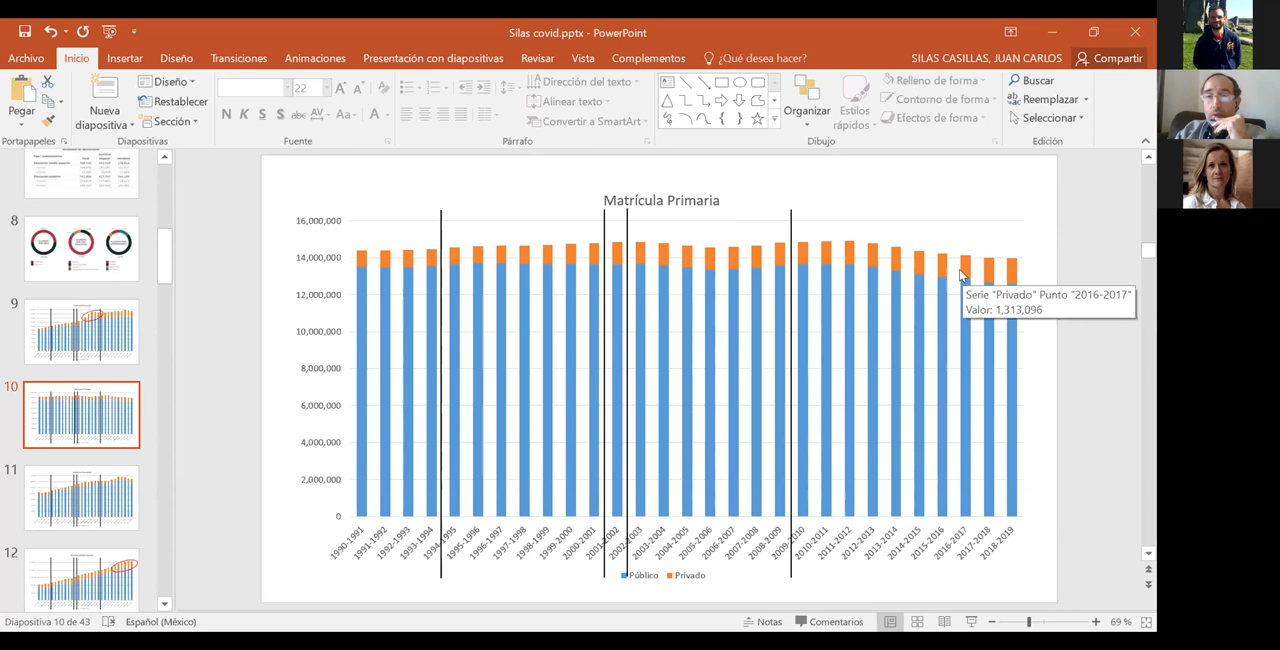 Silas covid.pptx - PowerPoint
Archivo Inicio Insertar Diseño Transiciones Animaciones Presentación con diapositivas Revisar Vista Complementos ¿Qué desea hacer? SILAS CASILLAS, JUAN CARLOS Compartir
Pegar
Nueva diapositiva
Diseño
Restablecer
Sección
22
N K S S abc AV Aa A
Dirección del texto
Alinear texto
Convertir a SmartArt
Organizar
Estilos rápidos
Relleno de forma
Contorno de forma
Efectos de forma
Buscar
Reemplazar
Seleccionar
Portapapeles Diapositivas Fuente Párrafo Dibujo Edición
8
9
10
11
12
Matrícula Primaria
16,000,000
14,000,000
12,000,000
10,000,000
8,000,000
6,000,000
4,000,000
2,000,000
0
Serie "Privado" Punto "2016-2017"
Valor: 1,313,096
1990-1991 1991-1992 1992-1993 1993-1994 1994-1995 1995-1996 1996-1997 1997-1998 1998-1999 1999-2000 2000-2001 2001-2002 2002-2003 2003-2004 2004-2005 2005-2006 2006-2007 2007-2008 2008-2009 2009-2010 2010-2011 2011-2012 2012-2013 2013-2014 2014-2015 2015-2016 2016-2017 2017-2018 2018-2019
Público Privado
Diapositiva 10 de 43 Español (México) Notas Comentarios 69 %